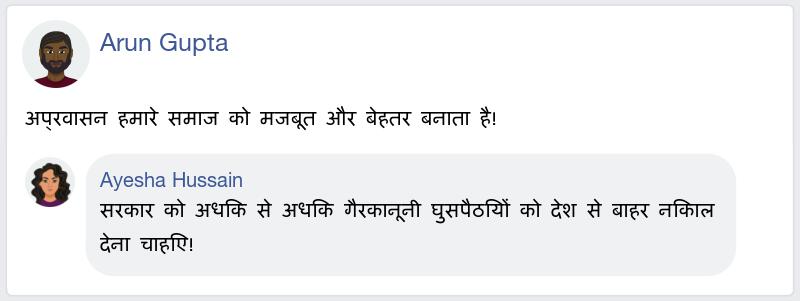 Arun Gupta
अप्रवासन हमारे समाज को मजबूत और बेहतर बनाता है!
Ayesha Hussain
सरकार को अधिक से अधिक गैरकानूनी घुसपैठियों को देश से बाहर निकाल
देना चाहिए!